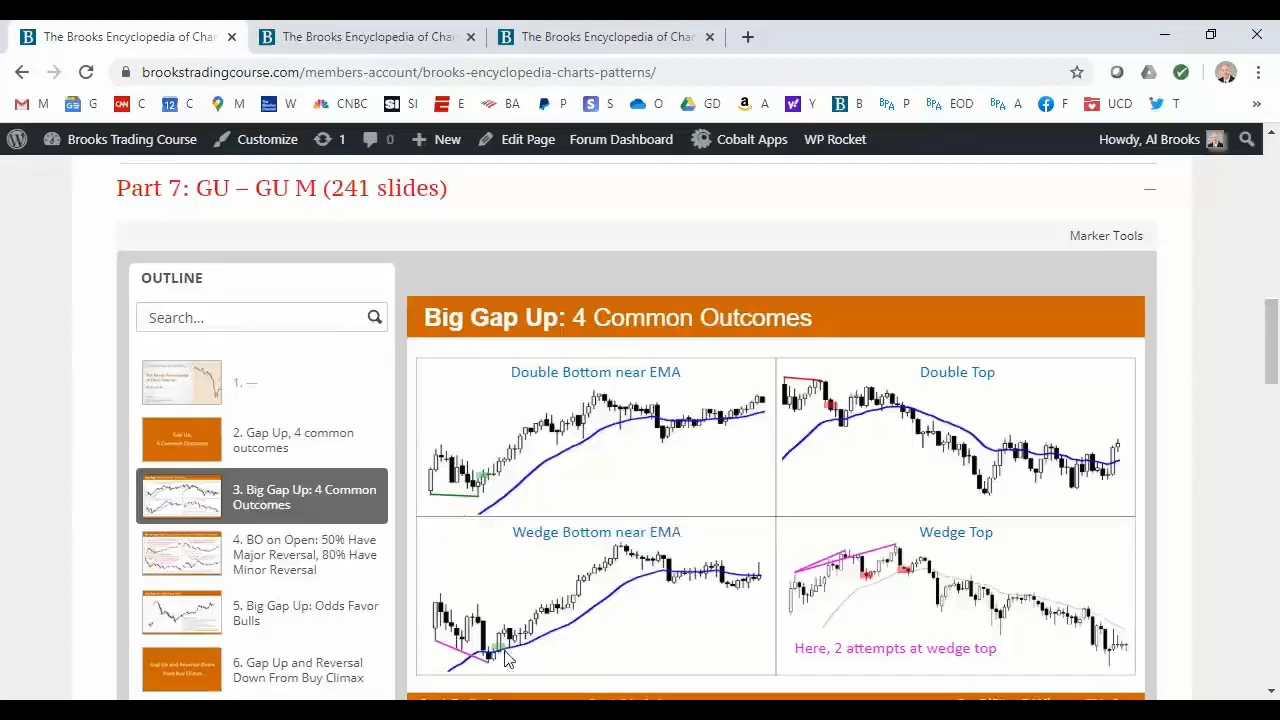 The Brooks Encyclopedia of Char
The Brooks Encyclopedia of Char
The Brooks Encyclopedia of Char
brookstradingcourse.com/members-account/brooks-encyclopedia-charts-patterns/
M G C C M W CNBC SI E BA P S O GD A Y B P EOD A F UCD T »
Brooks Trading Course Customize 1 0 New Edit Page Forum Dashboard Cobalt Apps WP Rocket Howdy, Al Brooks
Part 7: GU – GU M (241 slides)
Marker Tools
OUTLINE
Search...
1. —
2. Gap Up, 4 common
outcomes
3. Big Gap Up: 4 Common
Outcomes
4. BO on Open: 50% Have
Major Reversal, 80% Have
Minor Reversal
5. Big Gap Up: Odds Favor
Bulls
6. Gap Up and Reversal
Down From Buy Climax
Big Gap Up: 4 Common Outcomes
Double Bottom near EMA
Double Top
Wedge Bottom near EMA
Wedge Top
Here, 2 attempts at wedge top